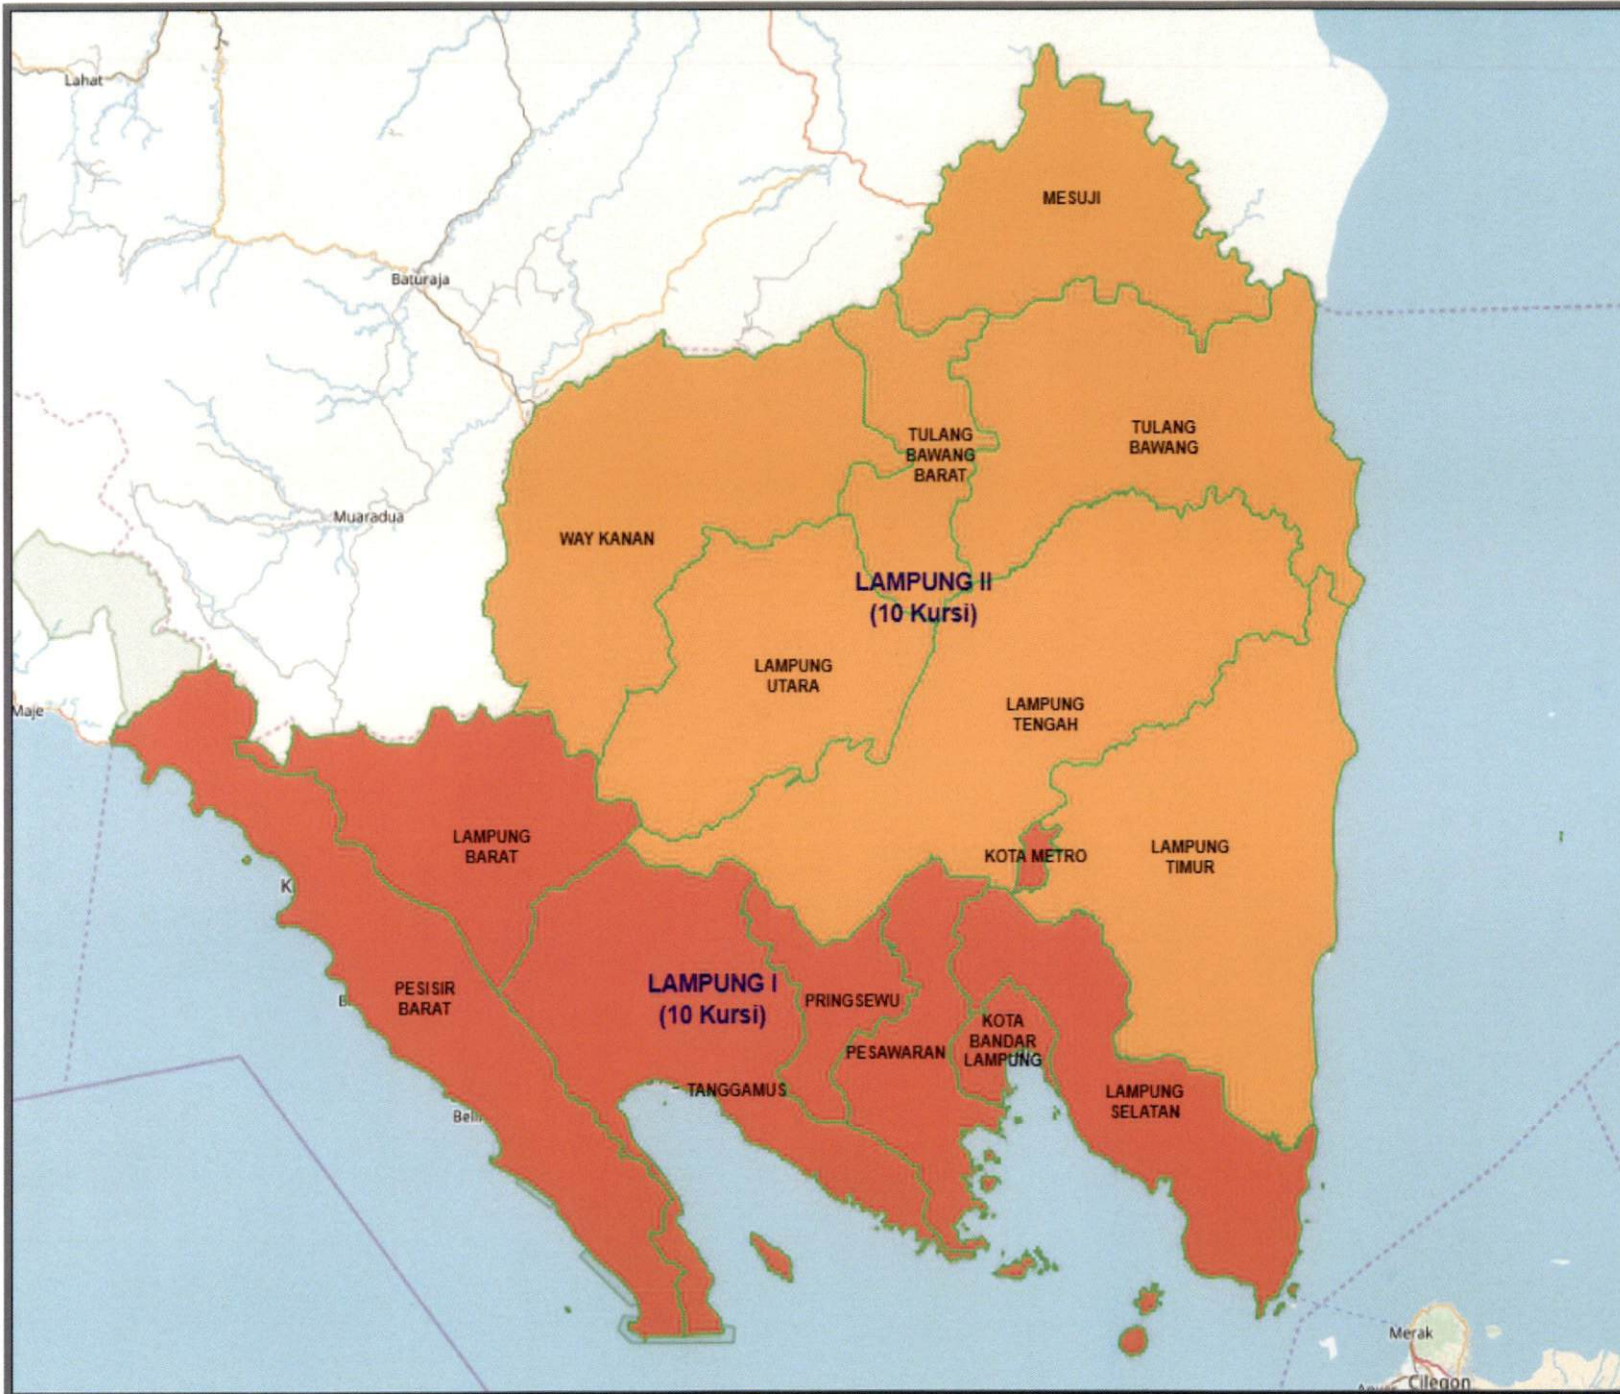 Lahat
MESUJI
Baturaja
TULANG
BAWANG
TULANG
BAWANG
BARAT
Muaradua
WAY KANAN
LAMPUNG II
(10 Kursi)
LAMPUNG
UTARA
LAMPUNG
TENGAH
Maje
LAMPUNG
BARAT
KOTA METRO
LAMPUNG
TIMUR
K
LAMPUNG I
(10 Kursi)
PESISIR
BARAT
PRINGSEWU
KOTA
BANDAR
LAMPUNG
PESAWARAN
TANGGAMUS
LAMPUNG
SELATAN
Merak
Cilegon